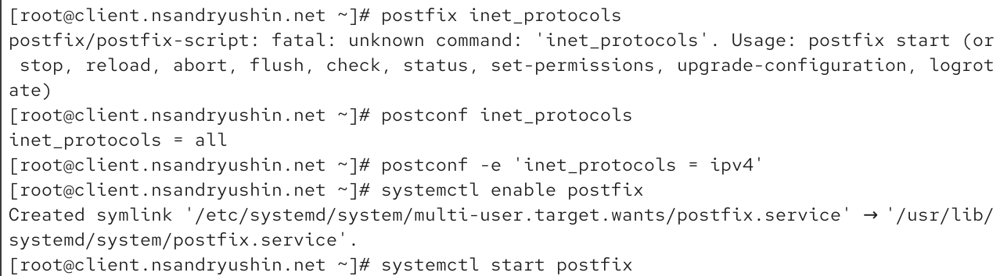 [root@client.nsandryushin.net ~]# postfix inet_protocols
postfix/postfix-script: fatal: unknown command: 'inet_protocols'. Usage: postfix start (or
 stop, reload, abort, flush, check, status, set-permissions, upgrade-configuration, logrot
ate)
[root@client.nsandryushin.net ~]# postconf inet_protocols
inet_protocols = all
[root@client.nsandryushin.net ~]# postconf -e 'inet_protocols = ipv4'
[root@client.nsandryushin.net ~]# systemctl enable postfix
Created symlink '/etc/systemd/system/multi-user.target.wants/postfix.service' → '/usr/lib/
systemd/system/postfix.service'.
[root@client.nsandryushin.net ~]# systemctl start postfix